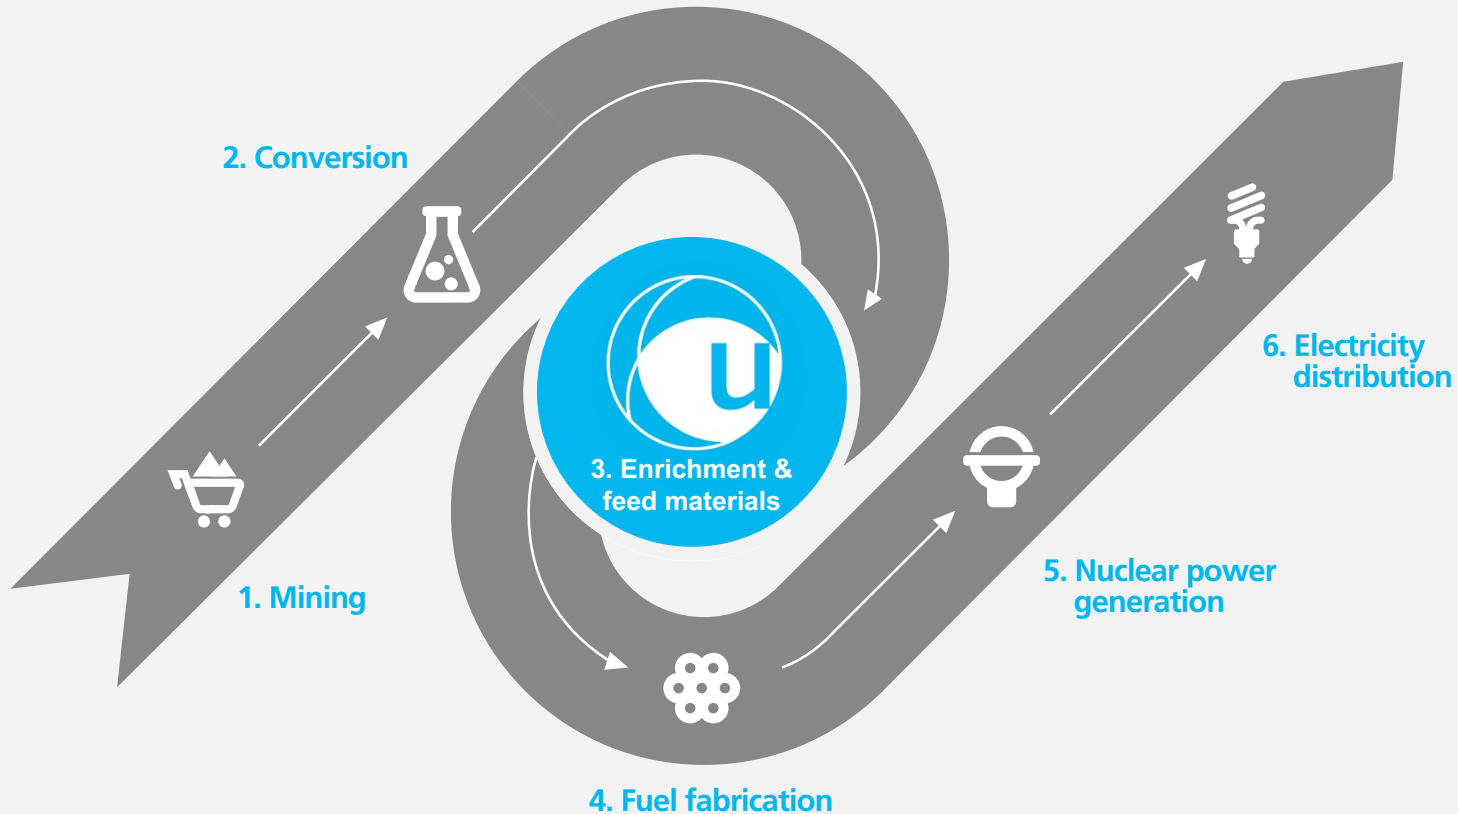 1. Mining
2. Conversion
u
3. Enrichment &
feed materials
4. Fuel fabrication
5. Nuclear power
generation
6. Electricity
distribution